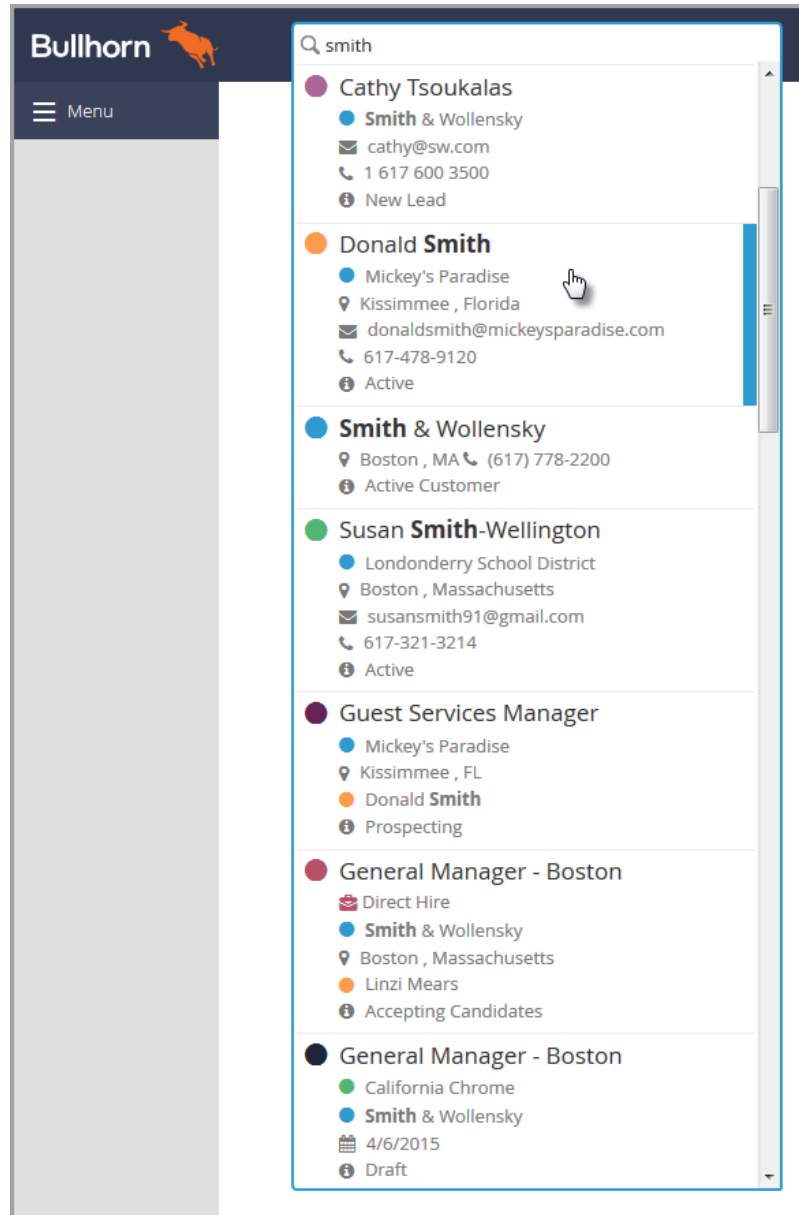 Bullhorn
smith
Menu
Cathy Tsoukalas
Smith & Wollensky
cathy@sw.com
1 617 600 3500
New Lead
Donald Smith
Mickey's Paradise
Kissimmee , Florida
donaldsmith@mickeysparadise.com
617-478-9120
Active
Smith & Wollensky
Boston , MA (617) 778-2200
Active Customer
Susan Smith-Wellington
Londonderry School District
Boston , Massachusetts
susansmith91@gmail.com
617-321-3214
Active
Guest Services Manager
Mickey's Paradise
Kissimmee , FL
Donald Smith
Prospecting
General Manager - Boston
Direct Hire
Smith & Wollensky
Boston , Massachusetts
Linzi Mears
Accepting Candidates
General Manager - Boston
California Chrome
Smith & Wollensky
4/6/2015
Draft